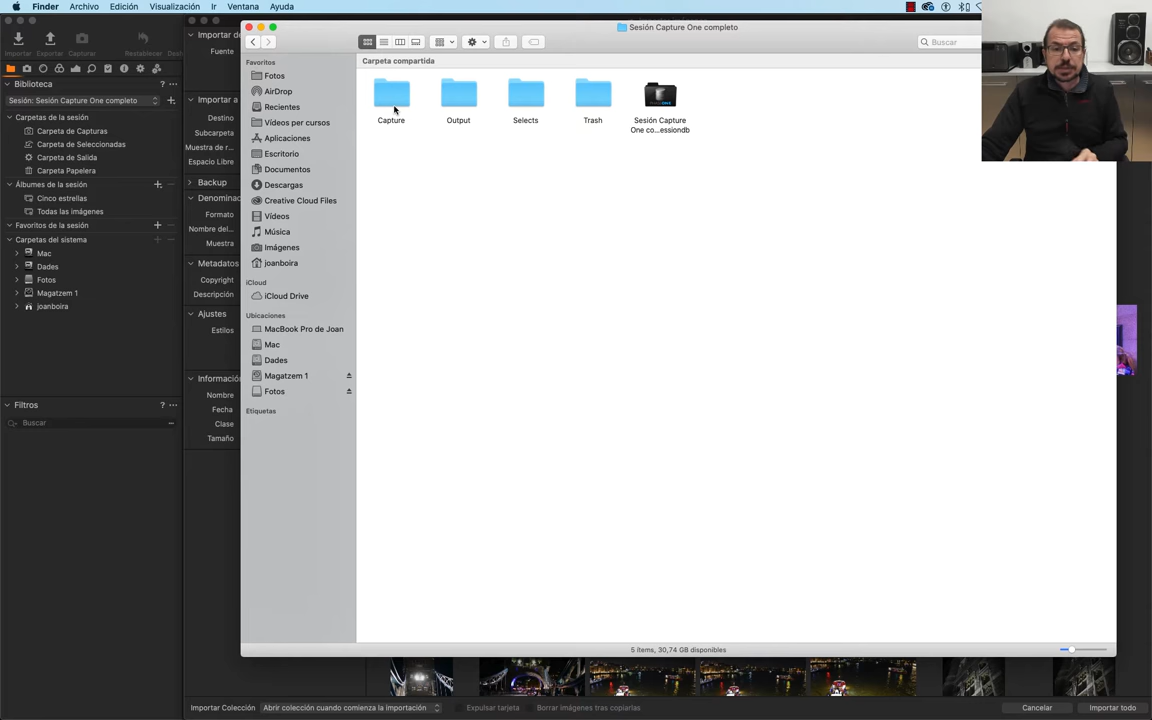 Finder Archivo Edición Visualización Ir Ventana Ayuda
Sesión Capture One completo
Importar Exportar Capturar Restablecer
Importar de
Fuente
Buscar
Biblioteca
Sesión: Sesión Capture One completo
Carpetas de la sesión
Carpeta de Capturas
Carpeta de Seleccionadas
Carpeta de Salida
Carpeta Papelera
Álbumes de la sesión
Cinco estrellas
Todas las imágenes
Favoritos de la sesión
Carpetas del sistema
Mac
Dades
Fotos
Magatzem 1
joanboira
Filtros
Buscar
Importar a
Destino
Subcarpeta
Muestra de r...
Espacio Libre
Backup
Formato
Nombre del...
Muestra
Metadatos
Copyright
Descripción
Ajustes
Estilos
Nombre
Fecha
Clase
Tamaño
Favoritos
Fotos
AirDrop
Recientes
Vídeos per cursos
Aplicaciones
Escritorio
Documentos
Descargas
Creative Cloud Files
Vídeos
Música
Imágenes
joanboira
iCloud
iCloud Drive
Ubicaciones
MacBook Pro de Joan
Mac
Dades
Magatzem 1
Fotos
Etiquetas
Carpeta compartida
Capture
Output
Selects
Trash
Sesión Capture
One co...essiondb
5 ítems, 30,74 GB disponibles
Importar Colección Abrir colección cuando comienza la importación Expulsar tarjeta Borrar imágenes tras copiarlas Cancelar Importar todo